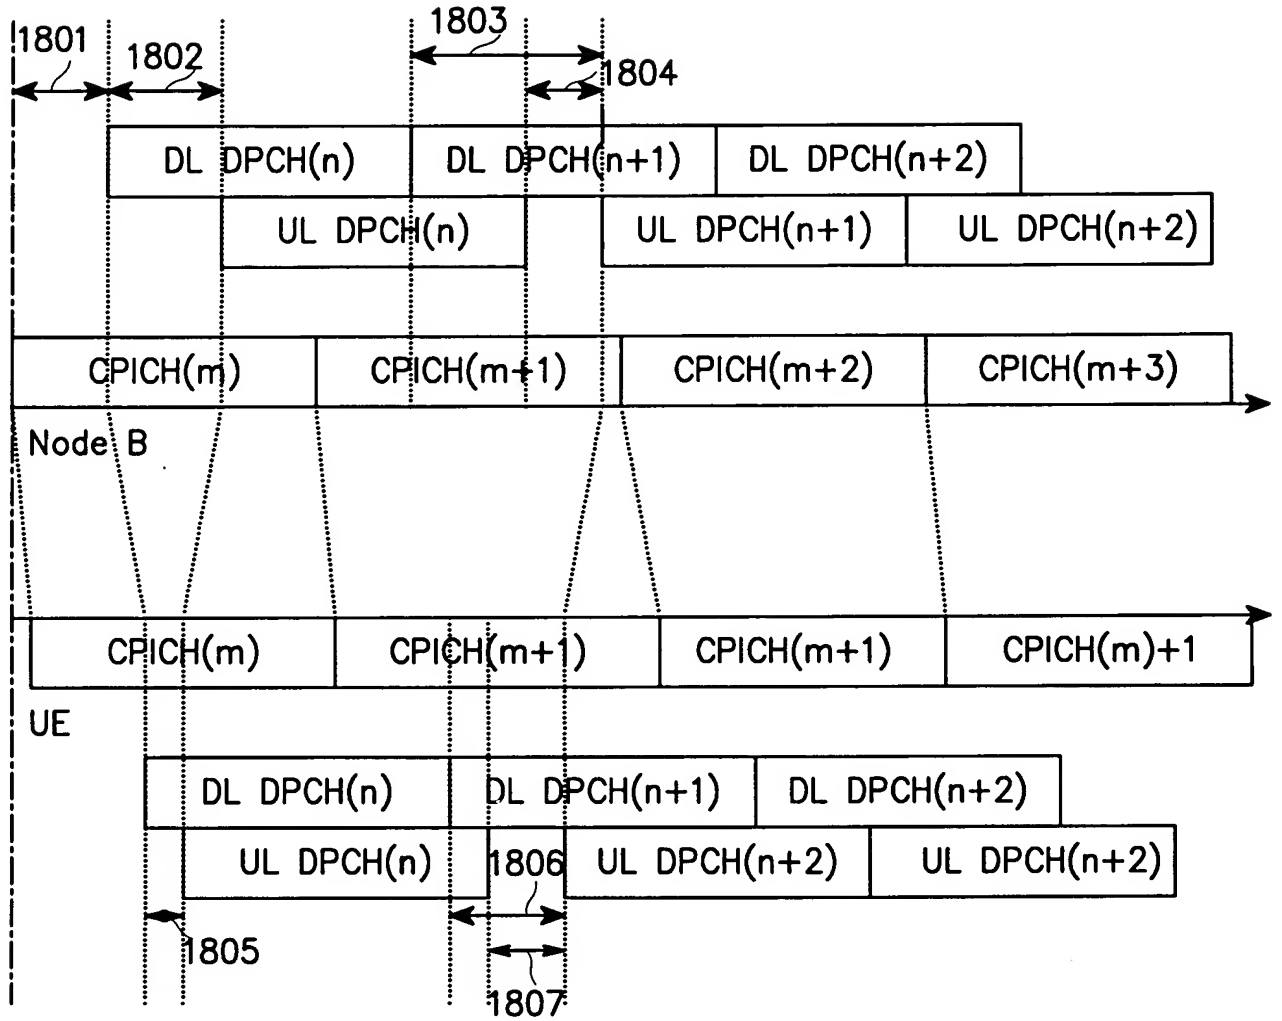 1801
1802
1803
1804
DL DPCH(n) DL DPCH(n+1) DL DPCH(n+2)
UL DPCH(n) UL DPCH(n+1) UL DPCH(n+2)
CPICH(m) CPICH(m+1) CPICH(m+2) CPICH(m+3)
Node B
CPICH(m) CPICH(m+1) CPICH(m+1) CPICH(m)+1
UE
DL DPCH(n) DL DPCH(n+1) DL DPCH(n+2)
UL DPCH(n) UL DPCH(n+2) UL DPCH(n+2)
1806
1805
1807